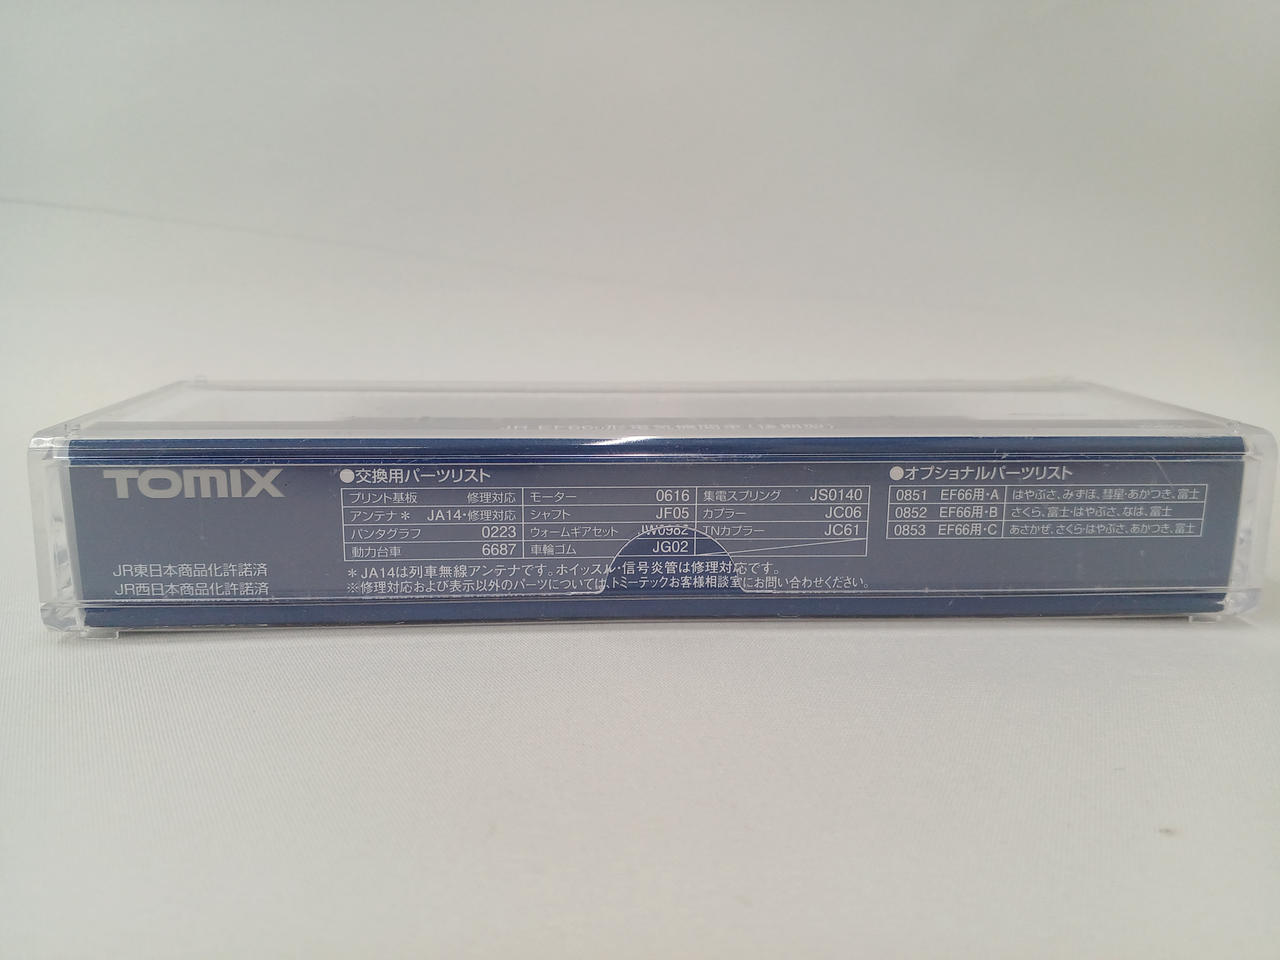 TOMIX
●交換用パーツリスト
プリント基板 修理対応 モーター 0616 集電スプリング JS0140
アンテナ＊ JA14・修理対応 シャフト JF05 カプラー JC06
パンタグラフ 0223 ウォームギアセット TNカプラー JC61
動力台車 6687 車輪ゴム JG02
＊JA14は列車無線アンテナです。ホイッスル・信号炎管は修理対応です。
※修理対応および表示以外のパーツについては、トミーテックお客様相談室にお問い合わせください。
●オプショナルパーツリスト
0851 EF66用・A はやぶさ、みずほ、彗星・あかつき、富士
0852 EF66用・B さくら、富士・はやぶさ、なは、富士
0853 EF66用・C あさかぜ、さくら・はやぶさ、あかつき、富士
JR東日本商品化許諾済
JR西日本商品化許諾済